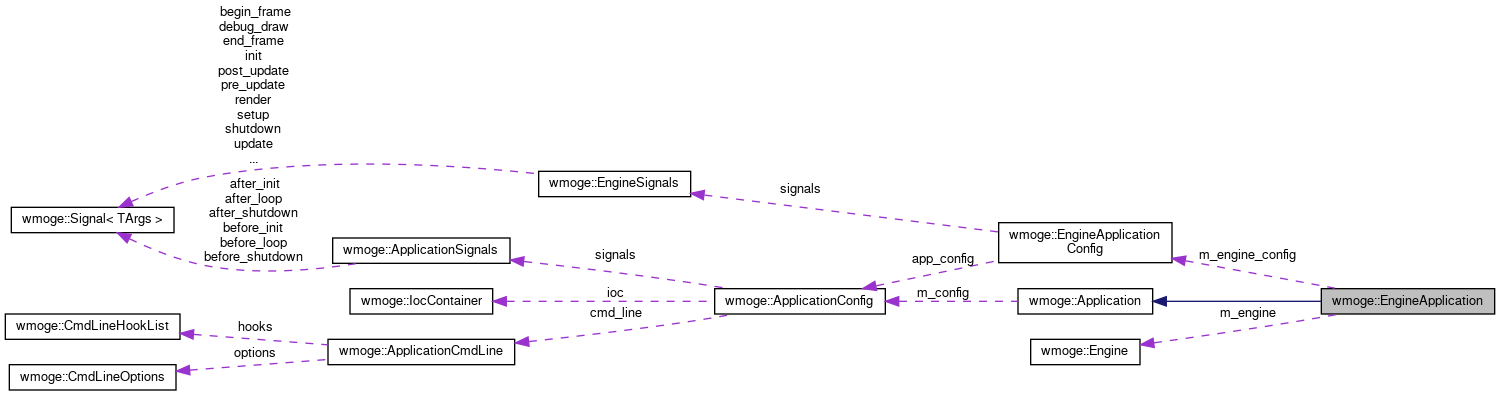 begin_frame
debug_draw
end_frame
init
post_update
pre_update
render
setup
shutdown
update
...
wmoge::EngineSignals
signals
after_init
after_loop
after_shutdown
before_init
before_loop
before_shutdown
wmoge::Signal< TArgs >
wmoge::ApplicationSignals
signals
wmoge::EngineApplication
Config
app_config
m_engine_config
wmoge::IocContainer
ioc
wmoge::ApplicationConfig
m_config
wmoge::Application
wmoge::EngineApplication
cmd_line
m_engine
wmoge::CmdLineHookList
hooks
wmoge::ApplicationCmdLine
wmoge::Engine
options
wmoge::CmdLineOptions